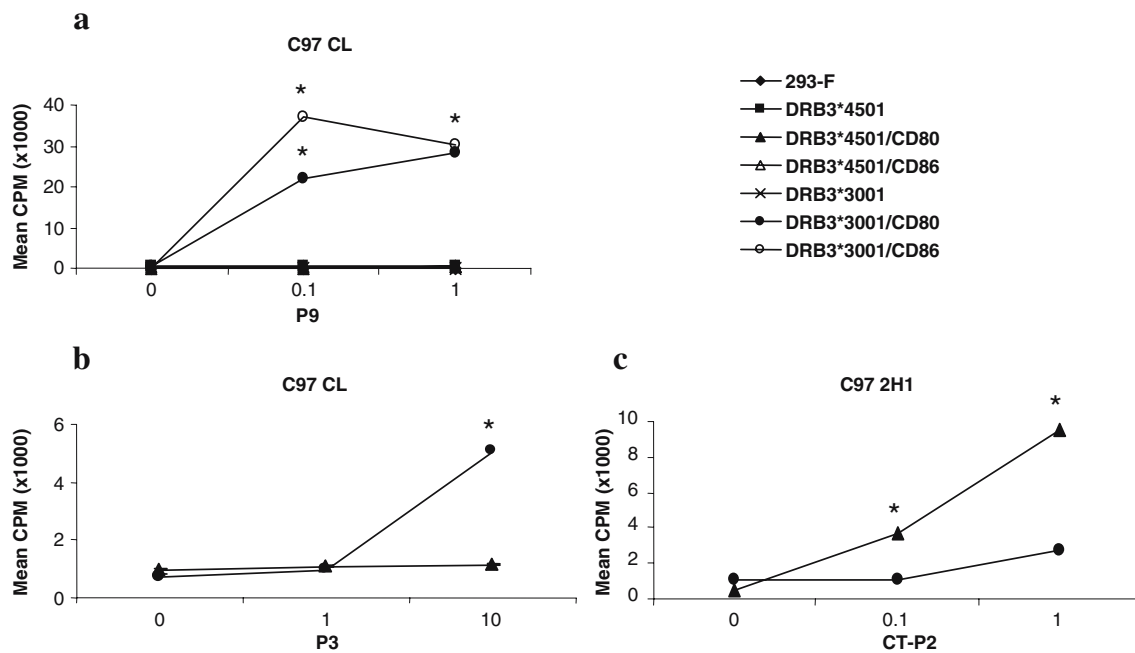 a
C97 CL
Mean CPM (x1000)
40
30
20
10
0
*
*
*
0
0.1
1
P9
293-F
DRB3*4501
DRB3*4501/CD80
DRB3*4501/CD86
DRB3*3001
DRB3*3001/CD80
DRB3*3001/CD86
b
C97 CL
Mean CPM (x1000)
6
4
2
0
*
0
1
10
P3
c
C97 2H1
Mean CPM (x1000)
10
8
6
4
2
0
*
*
0
0.1
1
CT-P2